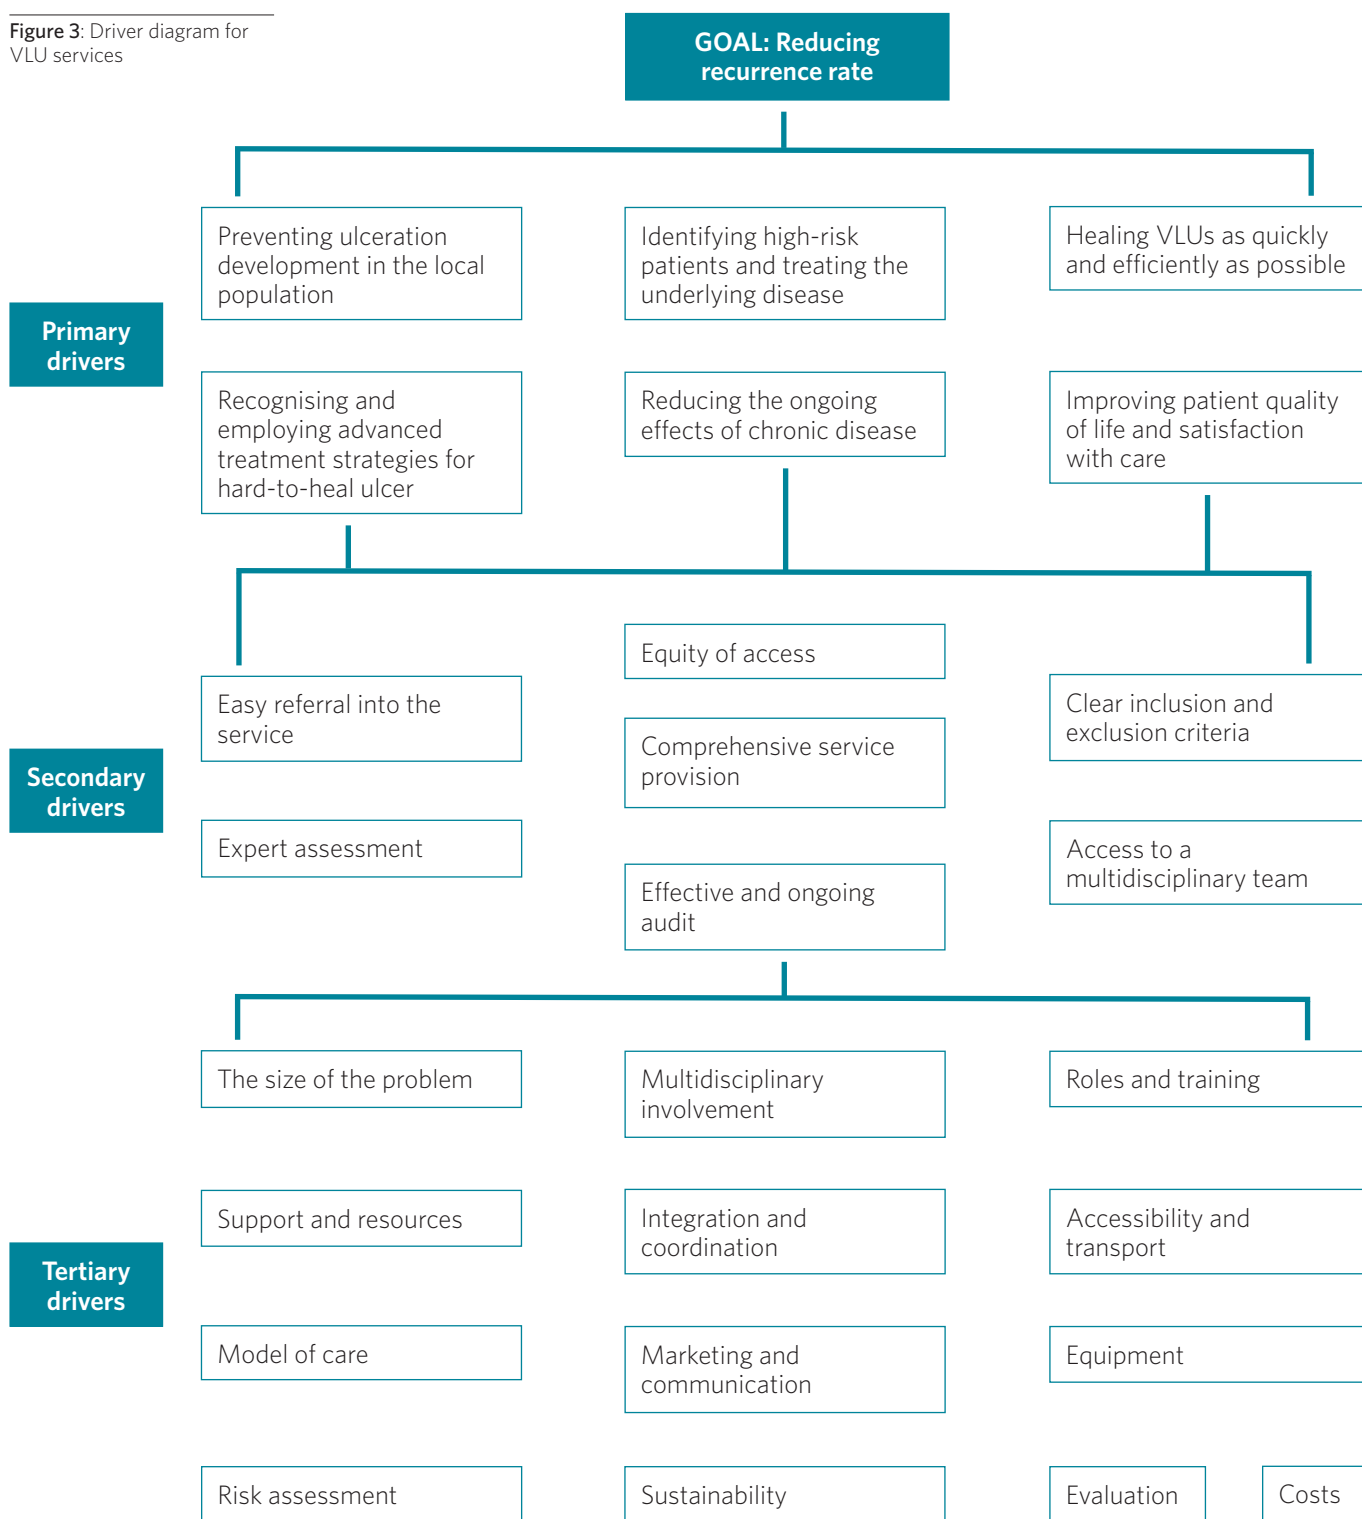 Figure 3: Driver diagram for
VLU services
GOAL: Reducing
recurrence rate
Primary
drivers
Preventing ulceration
development in the local
population
Identifying high-risk
patients and treating the
underlying disease
Healing VLUs as quickly
and efficiently as possible
Recognising and
employing advanced
treatment strategies for
hard-to-heal ulcer
Reducing the ongoing
effects of chronic disease
Improving patient quality
of life and satisfaction
with care
Secondary
drivers
Easy referral into the
service
Equity of access
Clear inclusion and
exclusion criteria
Comprehensive service
provision
Expert assessment
Effective and ongoing
audit
Access to a
multidisciplinary team
Tertiary
drivers
The size of the problem
Multidisciplinary
involvement
Roles and training
Support and resources
Integration and
coordination
Accessibility and
transport
Model of care
Marketing and
communication
Equipment
Risk assessment
Sustainability
Evaluation
Costs